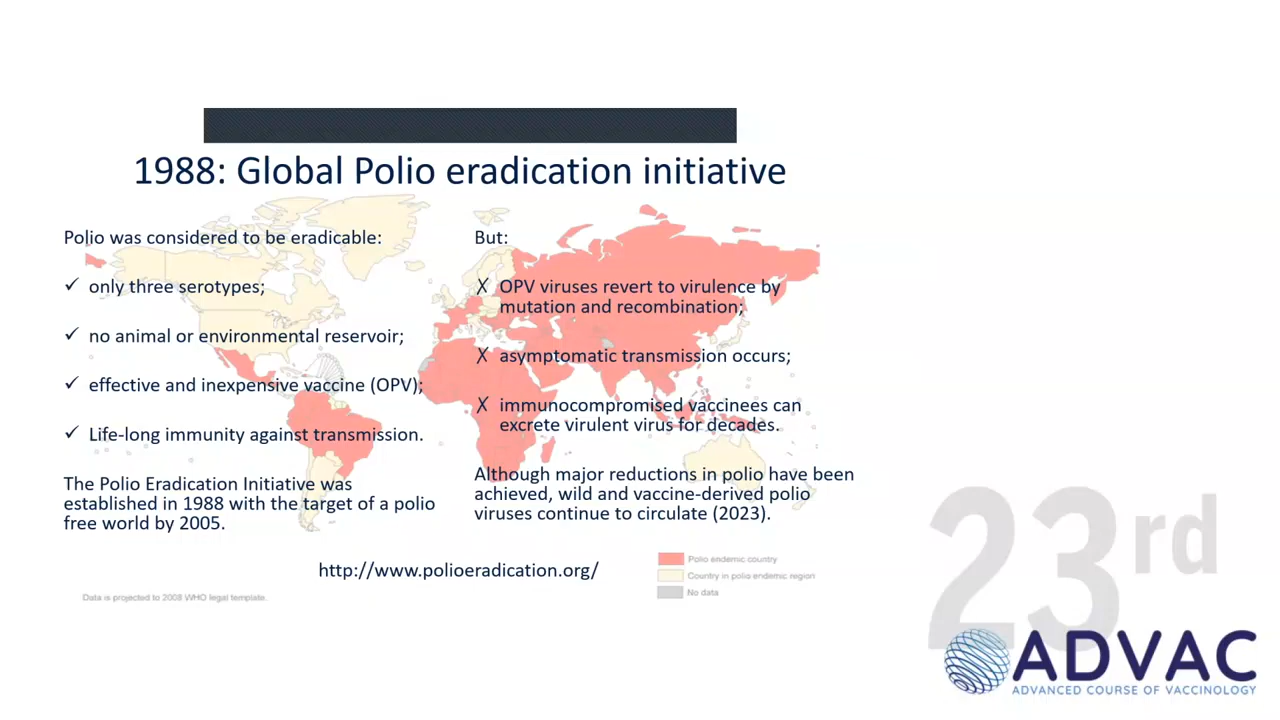 1988: Global Polio eradication initiative
Polio was considered to be eradicable:
✓ only three serotypes;
✓ no animal or environmental reservoir;
✓ effective and inexpensive vaccine (OPV);
✓ Life-long immunity against transmission.
The Polio Eradication Initiative was
established in 1988 with the target of a polio
free world by 2005.
But:
✗ OPV viruses revert to virulence by
mutation and recombination;
✗ asymptomatic transmission occurs;
✗ immunocompromised vaccinees can
excrete virulent virus for decades.
Although major reductions in polio have been
achieved, wild and vaccine-derived polio
viruses continue to circulate (2023).
http://www.polioeradication.org/
Polio endemic country
Country in polio endemic region
No data
Data is projected to 2008 WHO legal template.
23rd
ADVAC
ADVANCED COURSE OF VACCINOLOGY